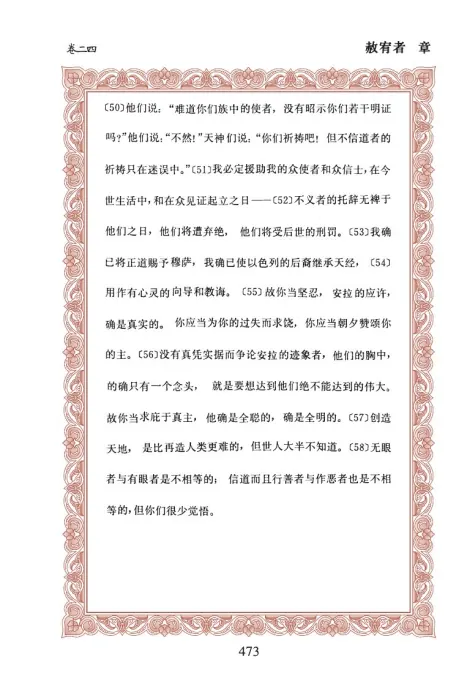 卷二四
赦宥者 章
〔50〕他们说：“难道你们族中的使者，没有昭示你们若干明证
吗？”他们说：“不然！”天神们说：“你们祈祷吧！但不信道者的
祈祷只在迷误中。”〔51〕我必定援助我的众使者和众信士，在今
世生活中，和在众见证起立之日——〔52〕不义者的托辞无裨于
他们之日，他们将遭弃绝，他们将受后世的刑罚。〔53〕我确
已将正道赐予穆萨，我确已使以色列的后裔继承天经，〔54〕
用作有心灵的向导和教诲。〔55〕故你当坚忍，安拉的应许，
确是真实的。你应当为你的过失而求饶，你应当朝夕赞颂你
的主。〔56〕没有真凭实据而争论安拉的迹象者，他们的胸中，
的确只有一个念头，就是要想达到他们绝不能达到的伟大。
故你当求庇于真主，他确是全聪的，确是全明的。〔57〕创造
天地，是比再造人类更难的，但世人大半不知道。〔58〕无眼
者与有眼者是不相等的；信道而且行善者与作恶者也是不相
等的，但你们很少觉悟。
473